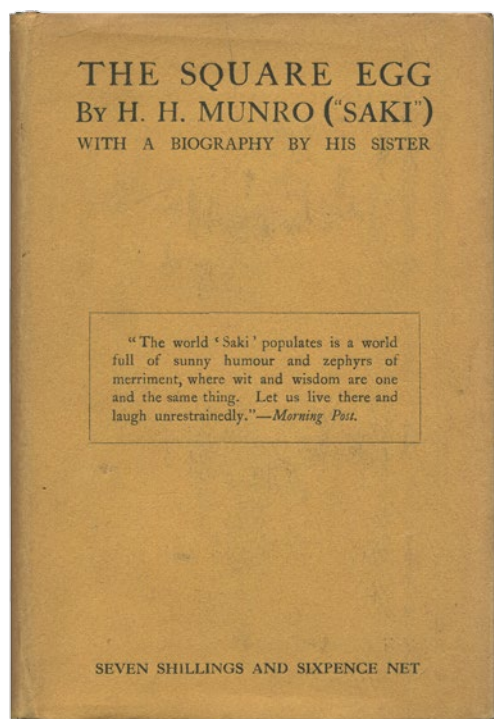 THE SQUARE EGG
BY H. H. MUNRO ("SAKI")
WITH A BIOGRAPHY BY HIS SISTER
“The world ‘Saki’ populates is a world
full of sunny humour and zephyrs of
merriment, where wit and wisdom are one
and the same thing. Let us live there and
laugh unrestrainedly.”—Morning Post.
SEVEN SHILLINGS AND SIXPENCE NET